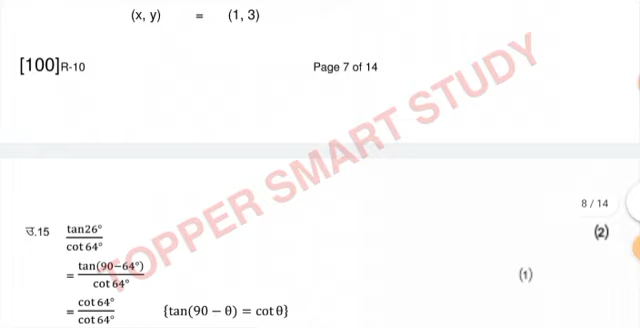 (x, y) = (1, 3)
[100]R-10 Page 7 of 14
TOPPER SMART STUDY
8 / 14
उ.15 tan26° / cot 64° (2)
= tan(90−64°) / cot 64° (1)
= cot 64° / cot 64° {tan(90 − θ) = cot θ}